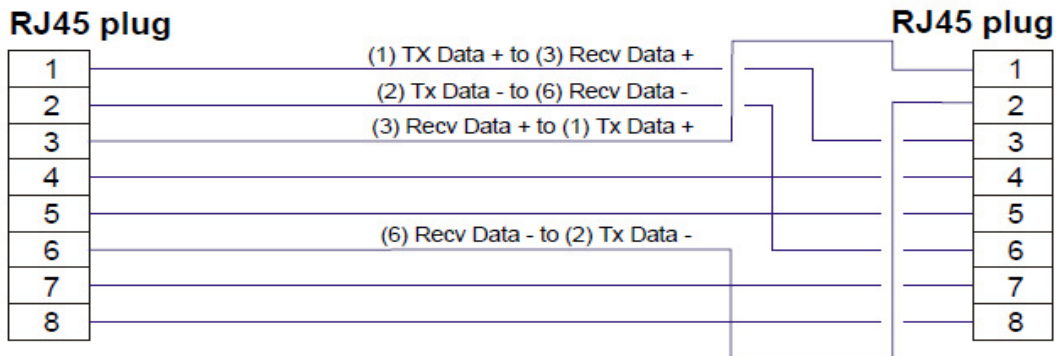 RJ45 plug
RJ45 plug
1
(1) TX Data + to (3) Recv Data +
1
2
(2) Tx Data - to (6) Recv Data -
2
3
(3) Recv Data + to (1) Tx Data +
3
4
4
5
5
6
(6) Recv Data - to (2) Tx Data -
6
7
7
8
8